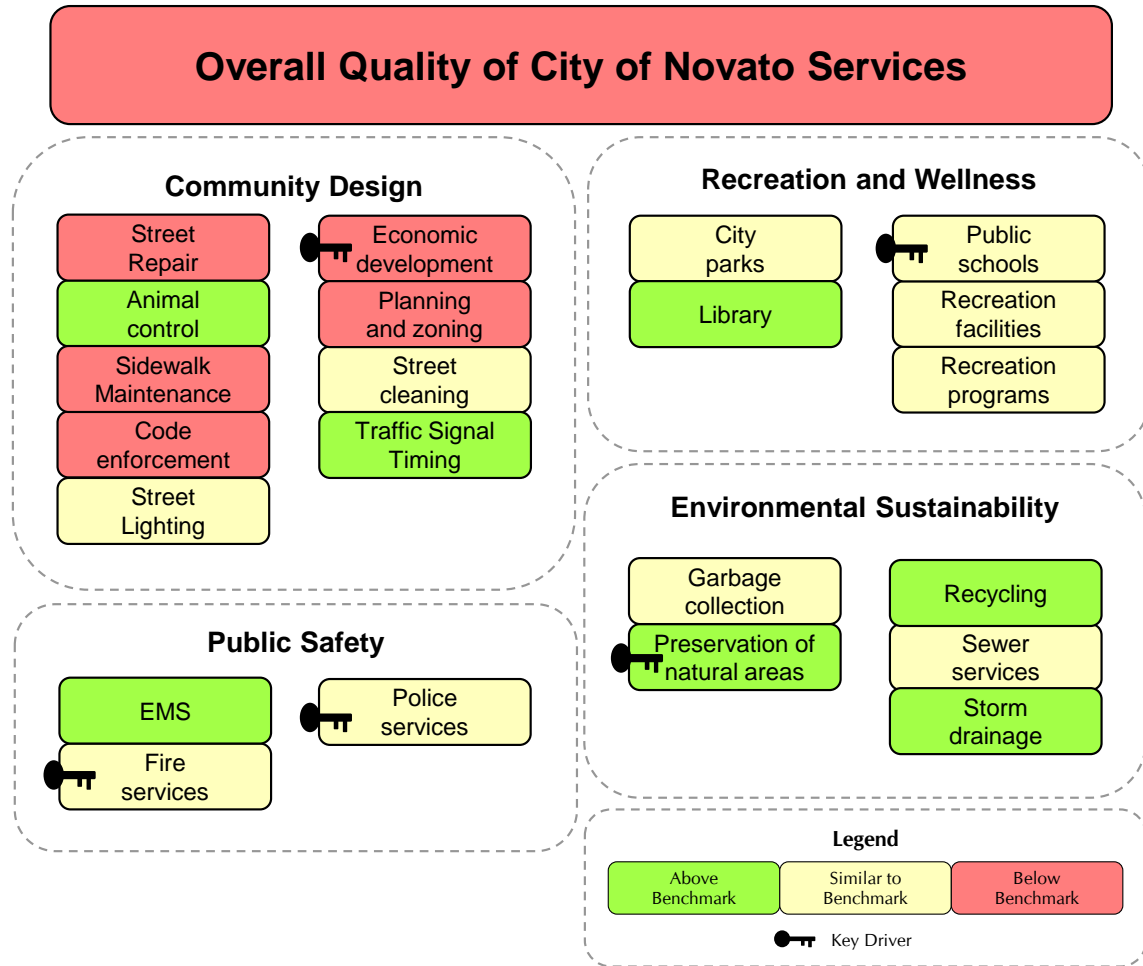 Overall Quality of City of Novato Services
Community Design
Street
Repair
Animal
control
Sidewalk
Maintenance
Code
enforcement
Street
Lighting
Economic
development
Planning
and zoning
Street
cleaning
Traffic Signal
Timing
Recreation and Wellness
City
parks
Library
Public
schools
Recreation
facilities
Recreation
programs
Environmental Sustainability
Garbage
collection
Preservation of
natural areas
Recycling
Sewer
services
Storm
drainage
Public Safety
EMS
Fire
services
Police
services
Legend
Above
Benchmark
Similar to
Benchmark
Below
Benchmark
Key Driver